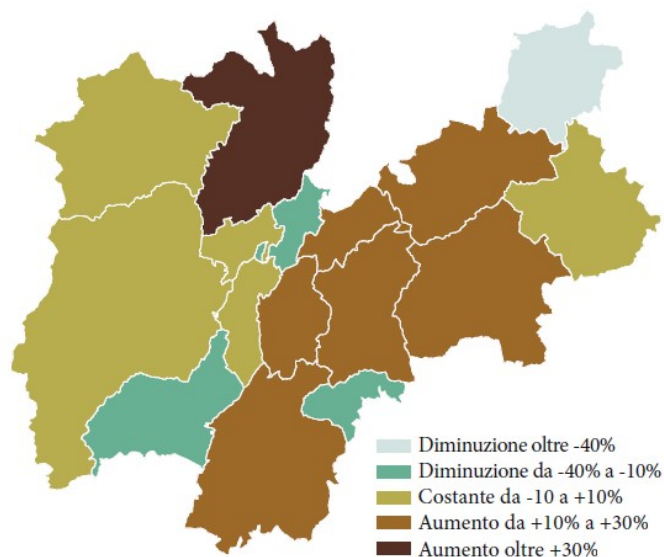 Diminuzione oltre -40%
Diminuzione da -40% a -10%
Costante da -10 a +10%
Aumento da +10% a +30%
Aumento oltre +30%